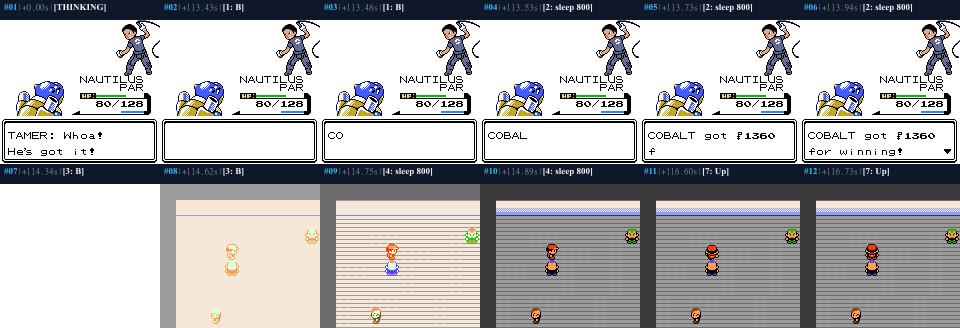 #01|+0.00s|[THINKING]
#02|+113.43s|[1: B]
#03|+113.48s|[1: B]
#04|+113.53s|[2: sleep 800]
#05|+113.73s|[2: sleep 800]
#06|+113.94s|[2: sleep 800]
NAUTILUS
PAR
HP:
80/128
TAMER: Whoa!
He's got it!
NAUTILUS
PAR
HP:
80/128
NAUTILUS
PAR
HP:
80/128
CO
NAUTILUS
PAR
HP:
80/128
COBAL
NAUTILUS
PAR
HP:
80/128
COBALT got ₽1360
f
NAUTILUS
PAR
HP:
80/128
COBALT got ₽1360
for winning!
#07|+114.34s|[3: B]
#08|+114.62s|[3: B]
#09|+114.75s|[4: sleep 800]
#10|+114.89s|[4: sleep 800]
#11|+116.60s|[7: Up]
#12|+116.73s|[7: Up]